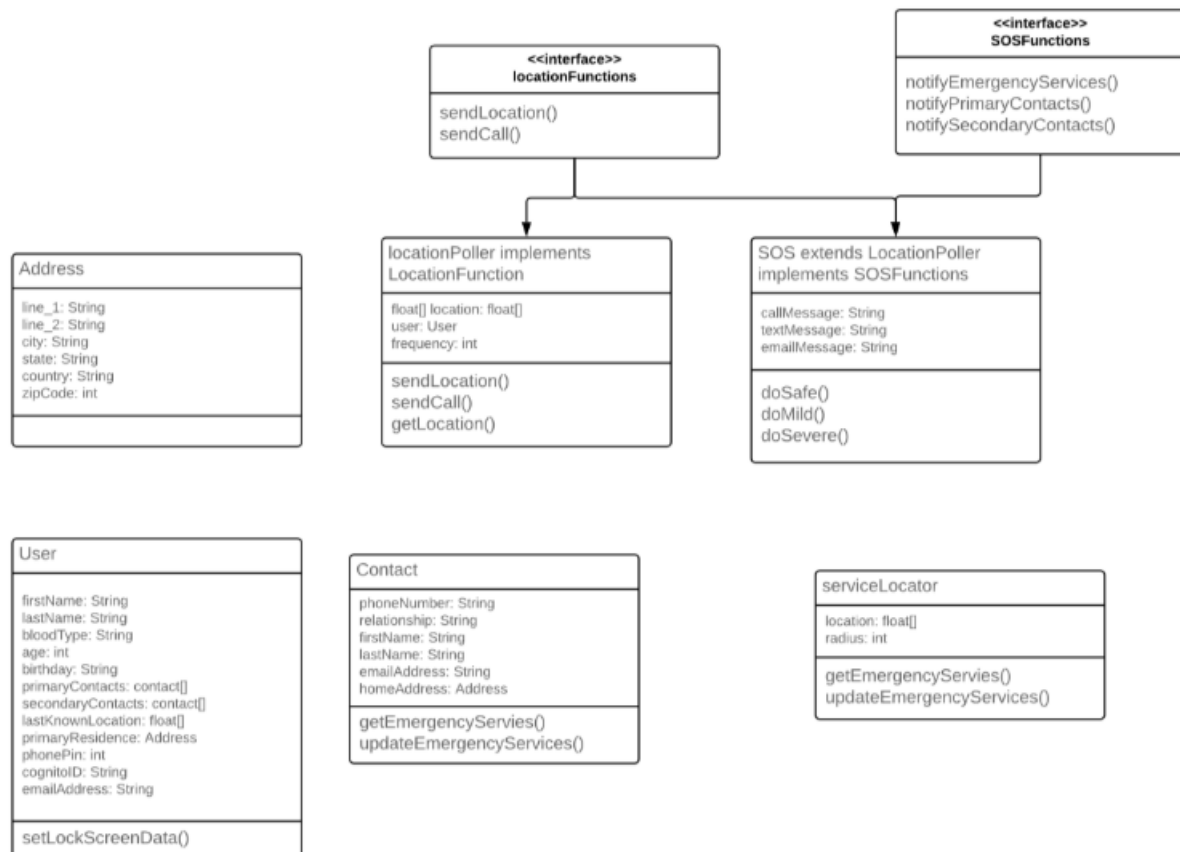 <<interface>>
locationFunctions
sendLocation()
sendCall()
<<interface>>
SOSFunctions
notifyEmergencyServices()
notifyPrimaryContacts()
notifySecondaryContacts()
Address
line_1: String
line_2: String
city: String
state: String
country: String
zipCode: int
locationPoller implements
LocationFunction
float[] location: float[]
user: User
frequency: int
sendLocation()
sendCall()
getLocation()
SOS extends LocationPoller
implements SOSFunctions
callMessage: String
textMessage: String
emailMessage: String
doSafe()
doMild()
doSevere()
User
firstName: String
lastName: String
bloodType: String
age: int
birthday: String
primaryContacts: contact[]
secondaryContacts: contact[]
lastKnownLocation: float[]
primaryResidence: Address
phonePin: int
cognitoID: String
emailAddress: String
setLockScreenData()
Contact
phoneNumber: String
relationship: String
firstName: String
lastName: String
emailAddress: String
homeAddress: Address
getEmergencyServies()
updateEmergencyServices()
serviceLocator
location: float[]
radius: int
getEmergencyServies()
updateEmergencyServices()